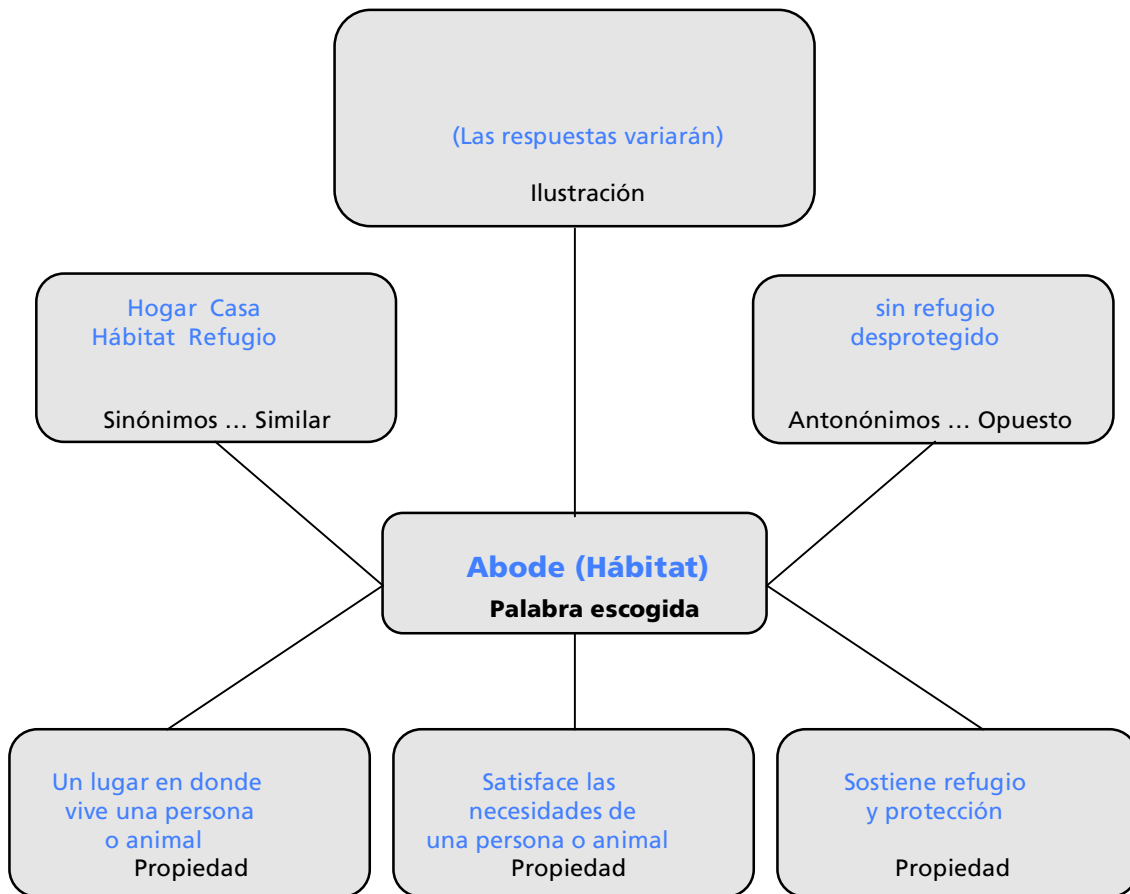 (Las respuestas variarán)
Ilustración
Hogar Casa
Hábitat Refugio
Sinónimos ... Similar
sin refugio
desprotegido
Antonónimos ... Opuesto
Abode (Hábitat)
Palabra escogida
Un lugar en donde
vive una persona
o animal
Propiedad
Satisface las
necesidades de
una persona o animal
Propiedad
Sostiene refugio
y protección
Propiedad